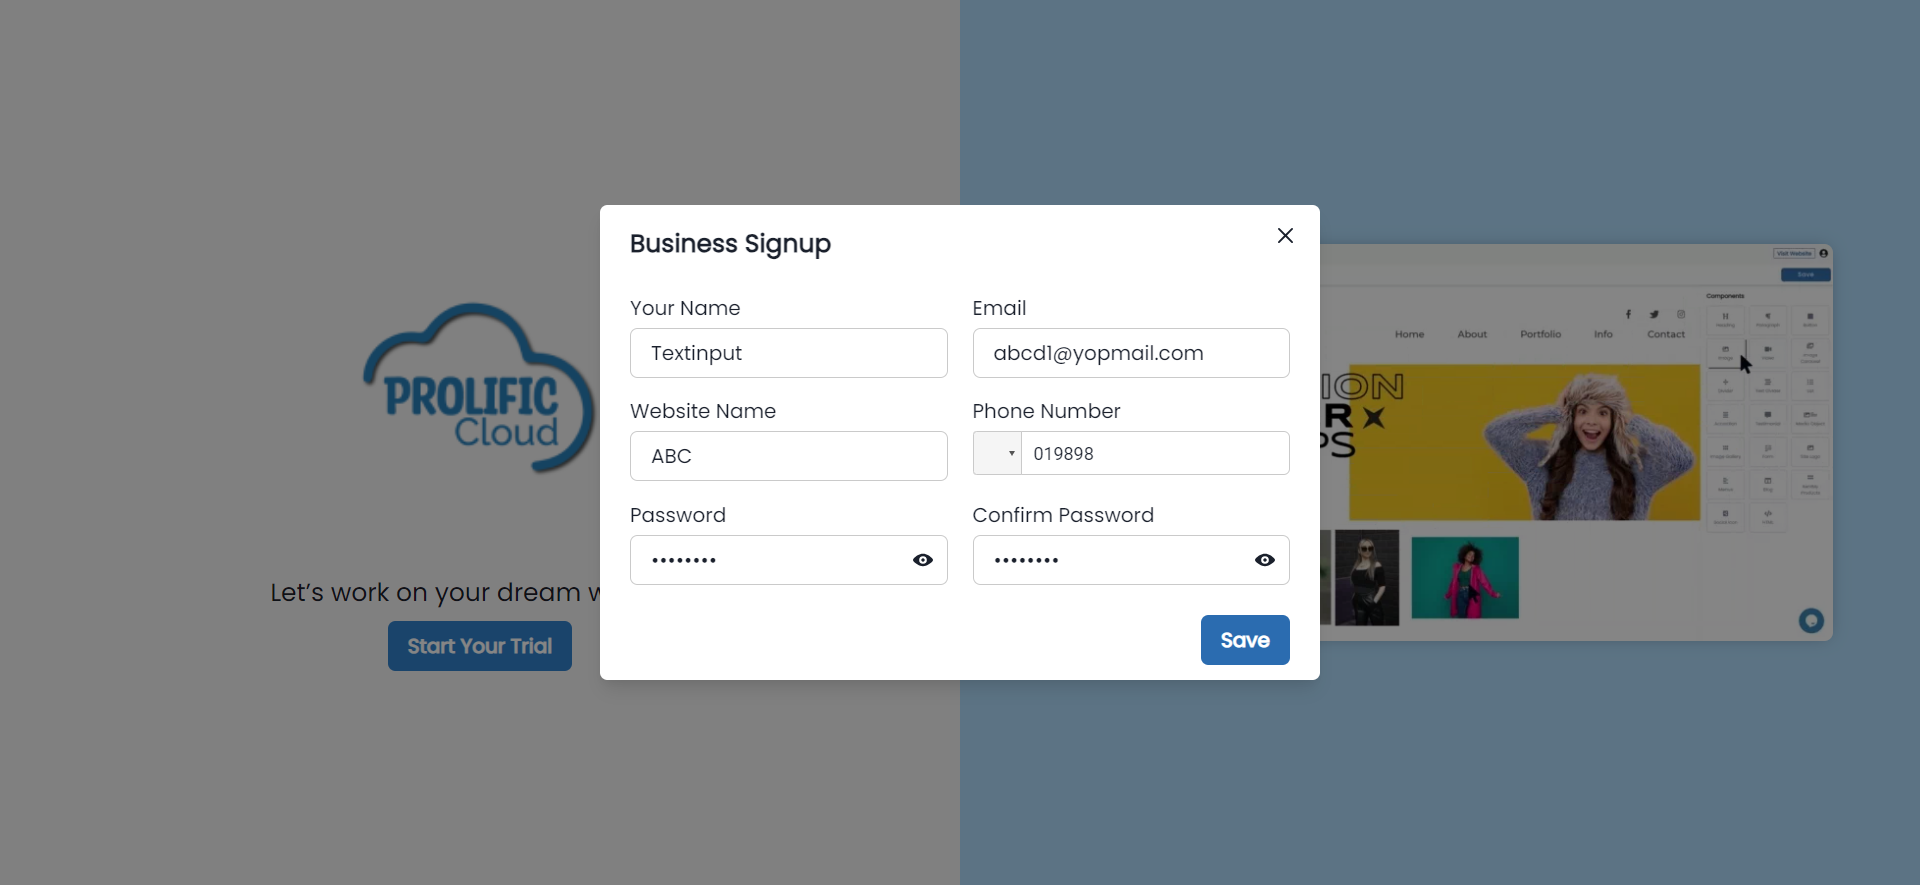 Business Signup
Your Name
Email
Textinput
abcd1@yopmail.com
Website Name
Phone Number
ABC
019898
Password
Confirm Password
••••••••
••••••••
Save
PROLIFIC
Cloud
Let’s work on your dream w
Start Your Trial
Visit Website
Save
Components
Home About Portfolio Info Contact
ION
R
PS